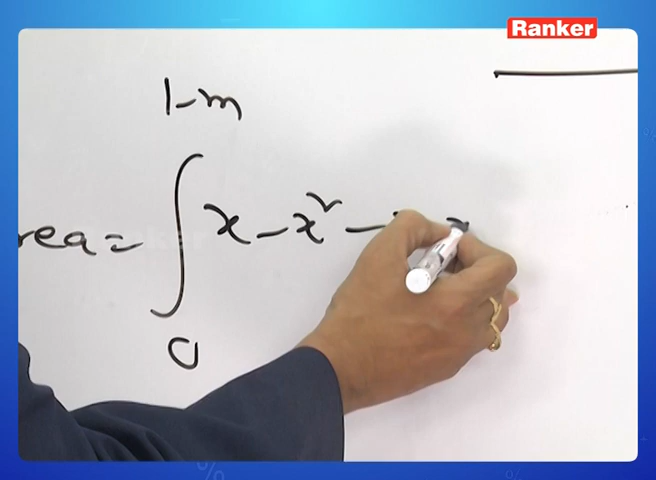 Ranker
1-m
rea = ∫ x - x² -
0